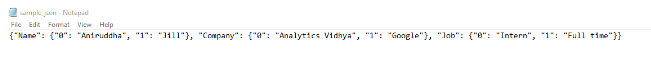 sample_json - Notepad
File Edit Format View Help
{"Name": {"0": "Aniruddha", "1": "Jill"}, "Company": {"0": "Analytics Vidhya", "1": "Google"}, "Job": {"0": "Intern", "1": "Full time"}}